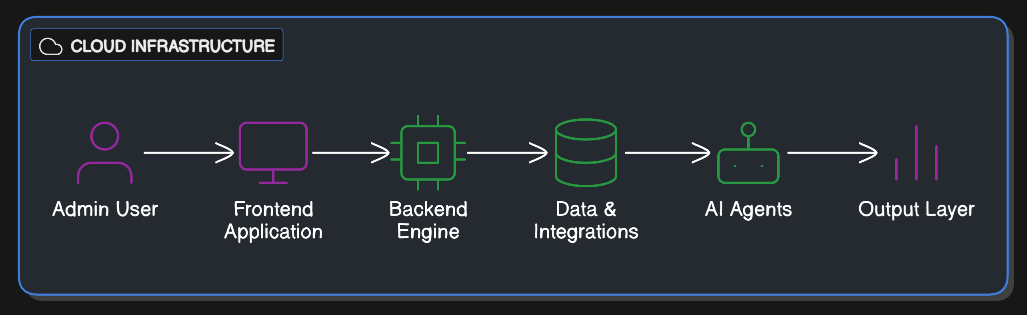 CLOUD INFRASTRUCTURE
Admin User
Frontend
Application
Backend
Engine
Data &
Integrations
AI Agents
Output Layer